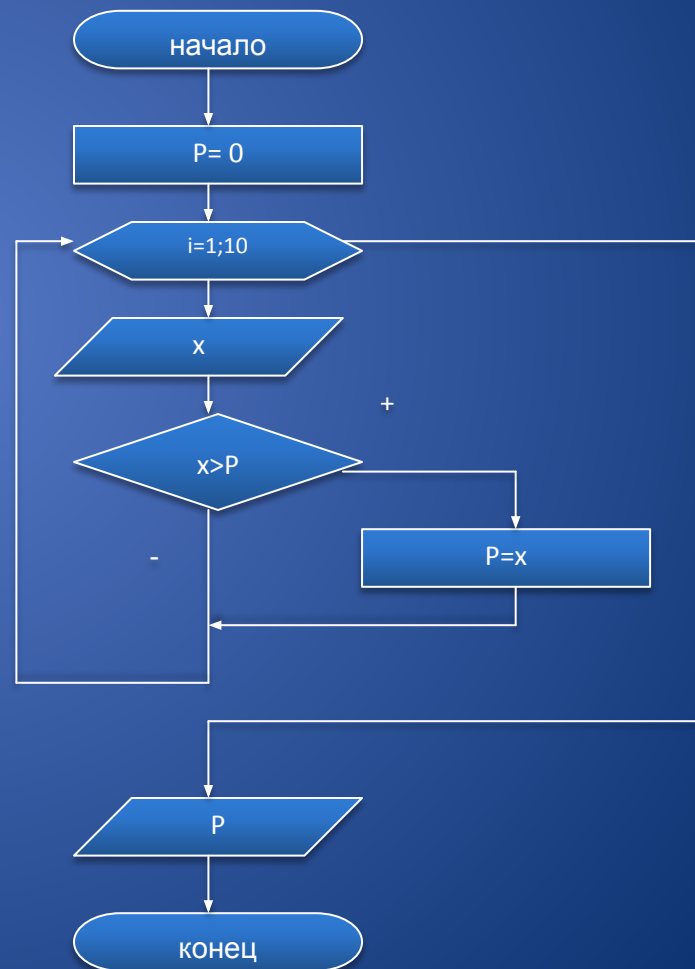 начало
P= 0
i=1;10
x
+
x>P
-
P=x
P
конец